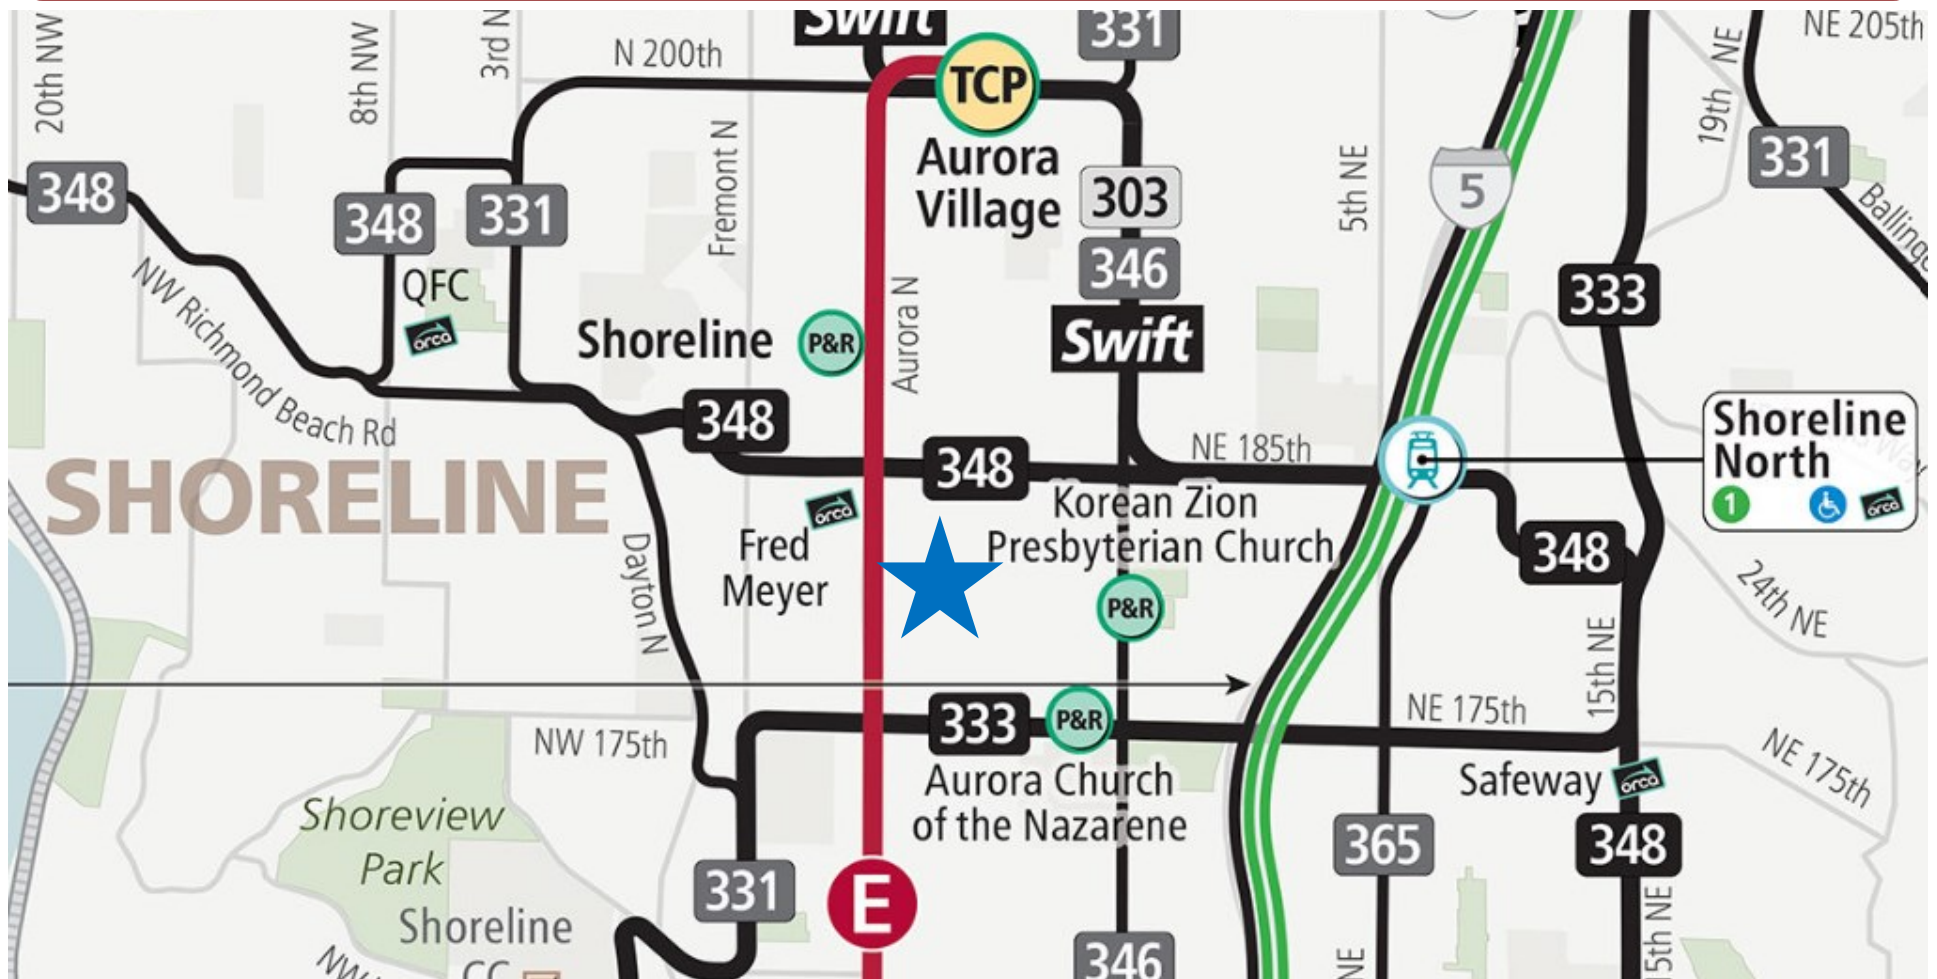 20th NW
8th NW
3rd N
N 200th
Swift
TCP
331
NE 205th
19th NE
348
348
331
Fremont N
Aurora
Village
303
346
5th NE
5
331
333
QFC
orca
NW Richmond Beach Rd
Shoreline
P&R
Aurora N
Swift
348
348
NE 185th
Shoreline
North
1
orca
SHORELINE
orca
Fred
Meyer
Korean Zion
Presbyterian Church
348
Dayton N
P&R
24th NE
15th NE
NW 175th
333
P&R
NE 175th
NE 175th
Aurora Church
of the Nazarene
Safeway
orca
Shoreview
Park
331
E
365
348
Shoreline
CC
NW
346
NE
15th NE